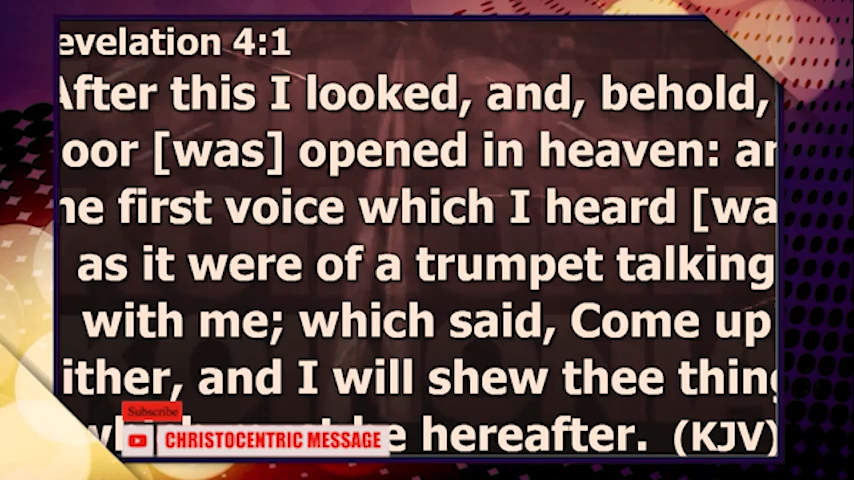 evelation 4:1
After this I looked, and, behold,
oor [was] opened in heaven: an
he first voice which I heard [wa
as it were of a trumpet talking
with me; which said, Come up
ither, and I will shew thee thing
e hereafter. (KJV)
Subscribe
CHRISTOCENTRIC MESSAGE